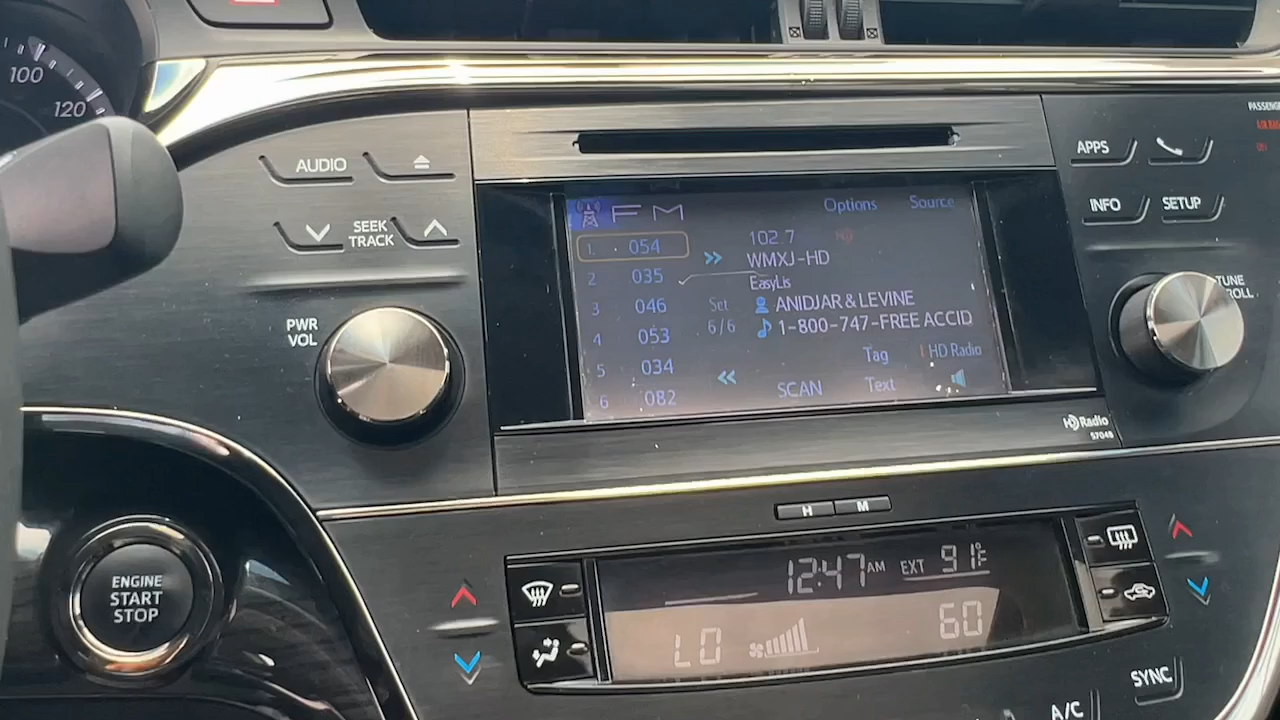 100
120
AUDIO
SEEK
TRACK
PWR
VOL
ENGINE
START
STOP
FM
Options
Source
1 054
2 035
3 046
4 053
5 034
6 082
102.7
WMXJ-HD
EasyLis
Set
6/6
ANIDJAR & LEVINE
1-800-747-FREE ACCID
Tag
HD Radio
SCAN
Text
APPS
INFO
SETUP
TUNE
HD Radio
57048
H
M
12:47 AM
EXT 91°F
LO
60
SYNC
A/C